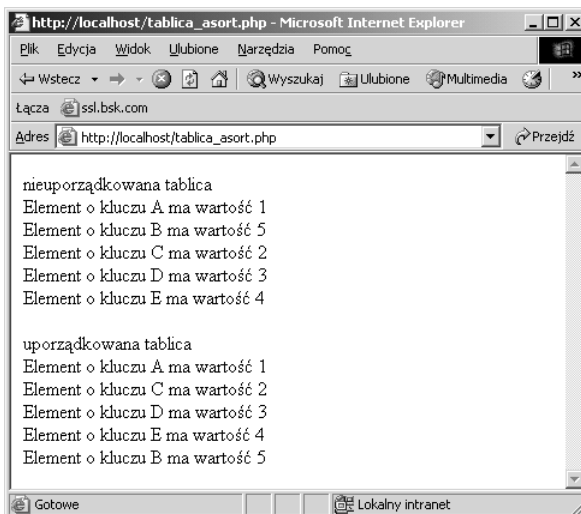 http://localhost/tablica_asort.php - Microsoft Internet Explorer
Plik Edycja Widok Ulubione Narzędzia Pomoc
Wstecz Wyszukaj Ulubione Multimedia »
Łącza ssl.bsk.com
Adres http://localhost/tablica_asort.php Przejdź
nieuporządkowana tablica
Element o kluczu A ma wartość 1
Element o kluczu B ma wartość 5
Element o kluczu C ma wartość 2
Element o kluczu D ma wartość 3
Element o kluczu E ma wartość 4
uporządkowana tablica
Element o kluczu A ma wartość 1
Element o kluczu C ma wartość 2
Element o kluczu D ma wartość 3
Element o kluczu E ma wartość 4
Element o kluczu B ma wartość 5
Gotowe Lokalny intranet